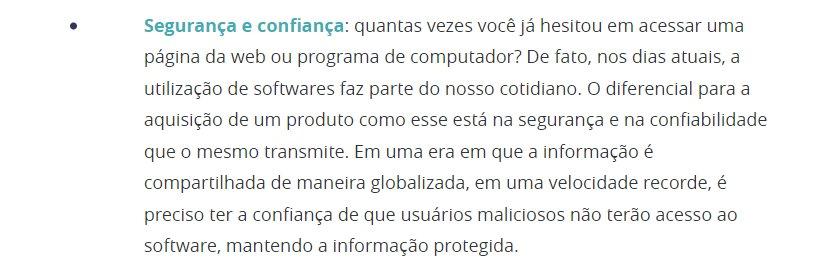 • Segurança e confiança: quantas vezes você já hesitou em acessar uma
página da web ou programa de computador? De fato, nos dias atuais, a
utilização de softwares faz parte do nosso cotidiano. O diferencial para a
aquisição de um produto como esse está na segurança e na confiabilidade
que o mesmo transmite. Em uma era em que a informação é
compartilhada de maneira globalizada, em uma velocidade recorde, é
preciso ter a confiança de que usuários maliciosos não terão acesso ao
software, mantendo a informação protegida.